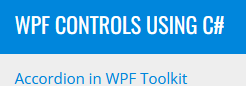 WPF CONTROLS USING C#
Accordion in WPF Toolkit